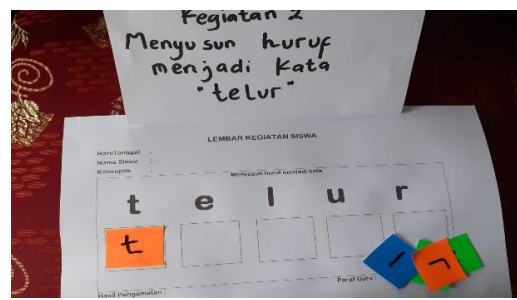 Kegiatan 2
Menyusun huruf
menjadi kata
"telur"
LEMBAR KEGIATAN SISWA
Hari/Tanggal :
Nama Siswa :
Kelompok :
Menyusun huruf menjadi kata
t e l u r
t
Hasil Pengamatan :
Paraf Guru :